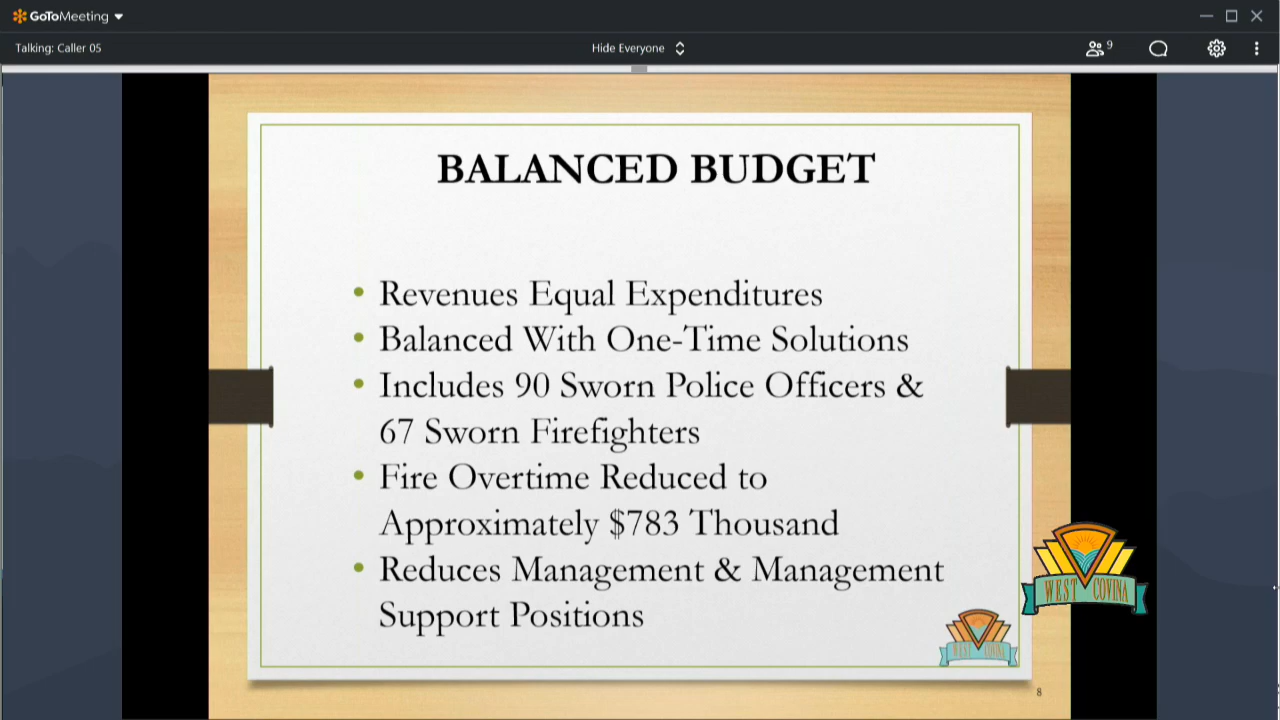 GoToMeeting
Talking: Caller 05
Hide Everyone
9
BALANCED BUDGET
• Revenues Equal Expenditures
• Balanced With One-Time Solutions
• Includes 90 Sworn Police Officers &
67 Sworn Firefighters
• Fire Overtime Reduced to
Approximately $783 Thousand
• Reduces Management & Management
Support Positions
WEST COVINA
WEST COVINA
8